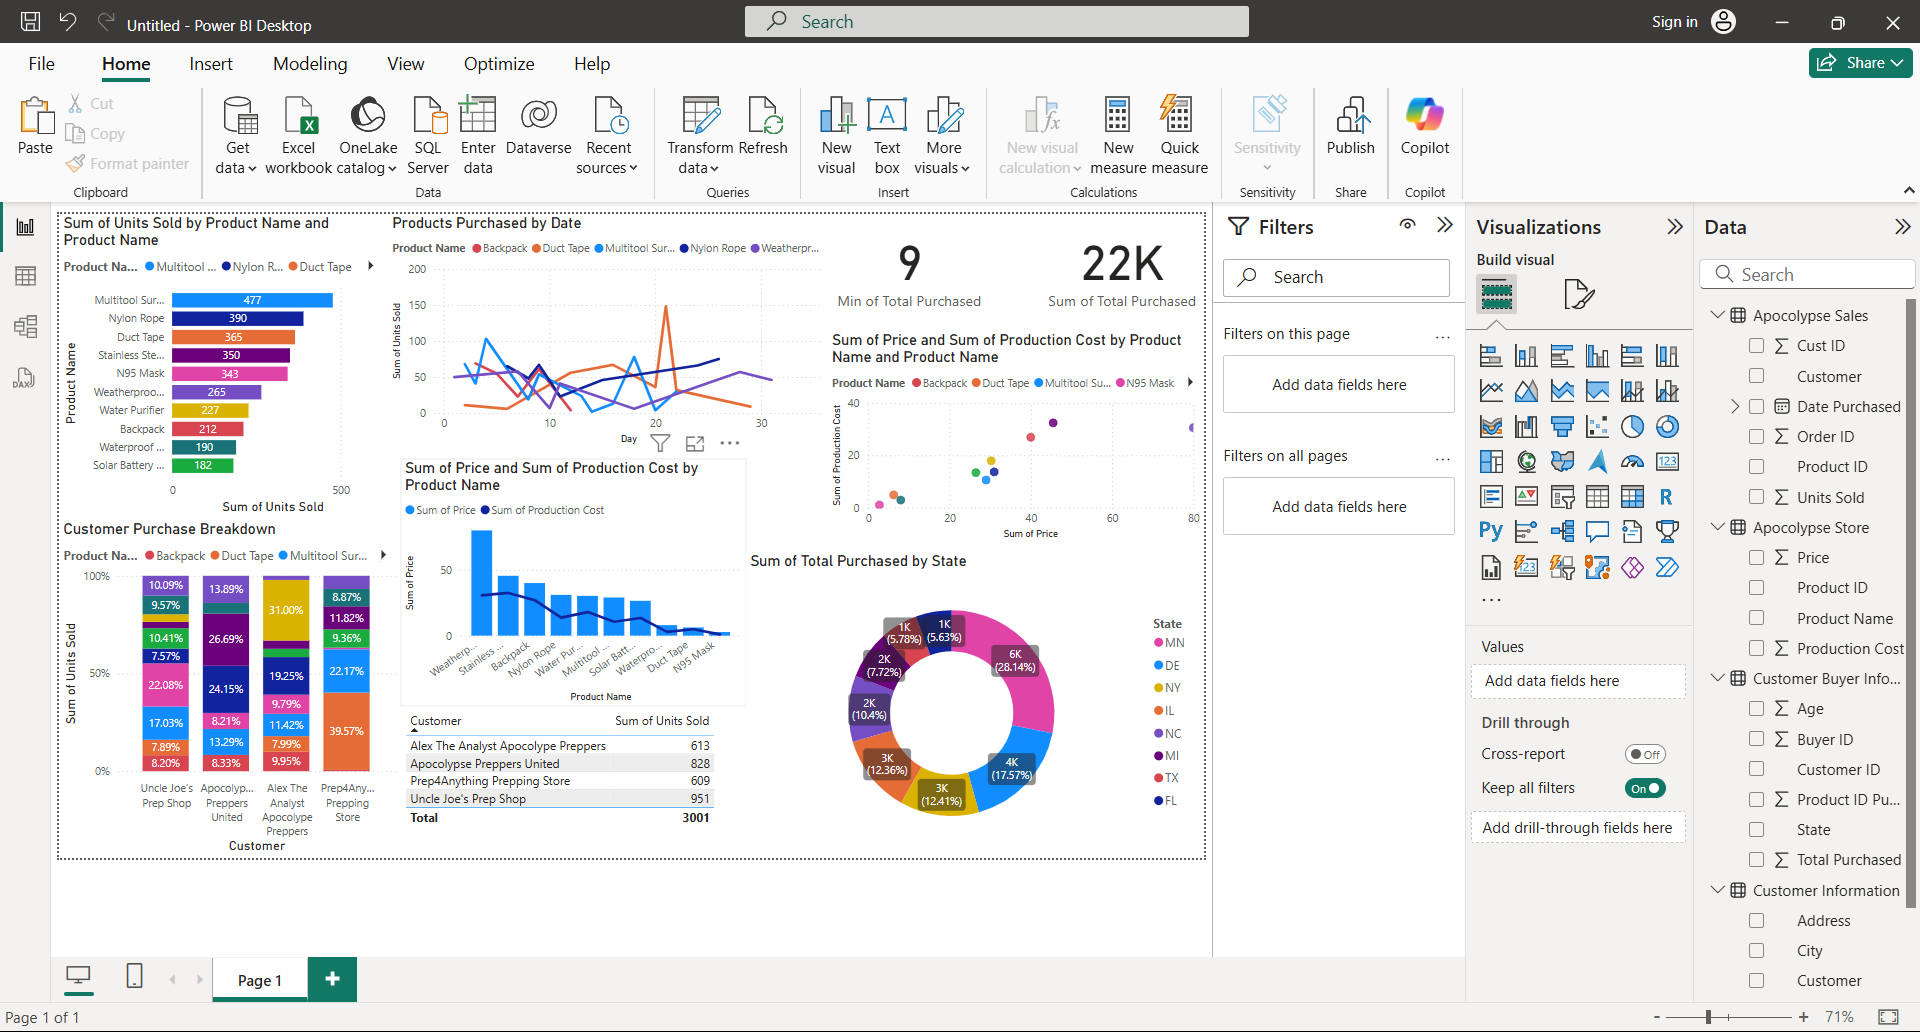 Untitled - Power BI Desktop
Search
Sign in
File Home Insert Modeling View Optimize Help
Share
Paste
Cut
Copy
Format painter
Clipboard
Get data
Excel workbook
OneLake catalog
SQL Server
Enter data
Dataverse
Recent sources
Data
Transform data
Refresh
Queries
New visual
Text box
More visuals
Insert
New visual calculation
New measure
Quick measure
Calculations
Sensitivity
Sensitivity
Publish
Share
Copilot
Copilot
Sum of Units Sold by Product Name and
Product Name
Product Na... Multitool ... Nylon R... Duct Tape
Product Name
Multitool Sur... 477
Nylon Rope 390
Duct Tape 365
Stainless Ste... 350
N95 Mask 343
Weatherproo... 265
Water Purifier 227
Backpack 212
Waterproof ... 190
Solar Battery ... 182
0 500
Sum of Units Sold
Products Purchased by Date
Product Name Backpack Duct Tape Multitool Sur... Nylon Rope Weatherpr...
Sum of Units Sold
200
150
100
50
0
0 10 20 30
Day
9
Min of Total Purchased
22K
Sum of Total Purchased
Sum of Price and Sum of Production Cost by Product
Name and Product Name
Product Name Backpack Duct Tape Multitool Su... N95 Mask
Sum of Production Cost
40
20
0
0 20 40 60 80
Sum of Price
Customer Purchase Breakdown
Product Na... Backpack Duct Tape Multitool Sur...
Sum of Units Sold
100%
50%
0%
10.09%
9.57%
10.41%
7.57%
22.08%
17.03%
7.89%
8.20%
13.89%
26.69%
24.15%
8.21%
13.29%
8.33%
31.00%
19.25%
9.79%
11.42%
7.99%
9.95%
8.87%
11.82%
9.36%
22.17%
39.57%
Uncle Joe's
Prep Shop
Apocolyp...
Preppers
United
Alex The
Analyst
Apocolype
Preppers
Prep4Any...
Prepping
Store
Customer
Sum of Price and Sum of Production Cost by
Product Name
Sum of Price Sum of Production Cost
Sum of Price
50
0
Weatherp...
Stainless ...
Backpack
Nylon Rope
Water Pur...
Multitool ...
Solar Batt...
Waterpro...
Duct Tape
N95 Mask
Product Name
Customer Sum of Units Sold
Alex The Analyst Apocolype Preppers 613
Apocolypse Preppers United 828
Prep4Anything Prepping Store 609
Uncle Joe's Prep Shop 951
Total 3001
Sum of Total Purchased by State
6K
(28.14%)
4K
(17.57%)
3K
(12.41%)
3K
(12.36%)
2K
(10.4%)
2K
(7.72%)
1K
(5.78%)
1K
(5.63%)
State
MN
DE
NY
IL
NC
MI
TX
FL
Filters
Search
Filters on this page ...
Add data fields here
Filters on all pages ...
Add data fields here
Visualizations
Build visual
123
R
Py
123
...
Values
Add data fields here
Drill through
Cross-report Off
Keep all filters On
Add drill-through fields here
Data
Search
Apocolypse Sales
Cust ID
Customer
Date Purchased
Order ID
Product ID
Units Sold
Apocolypse Store
Price
Product ID
Product Name
Production Cost
Customer Buyer Info...
Age
Buyer ID
Customer ID
Product ID Pu...
State
Total Purchased
Customer Information
Address
City
Customer
DAX
Page 1
Page 1 of 1
- + 71%